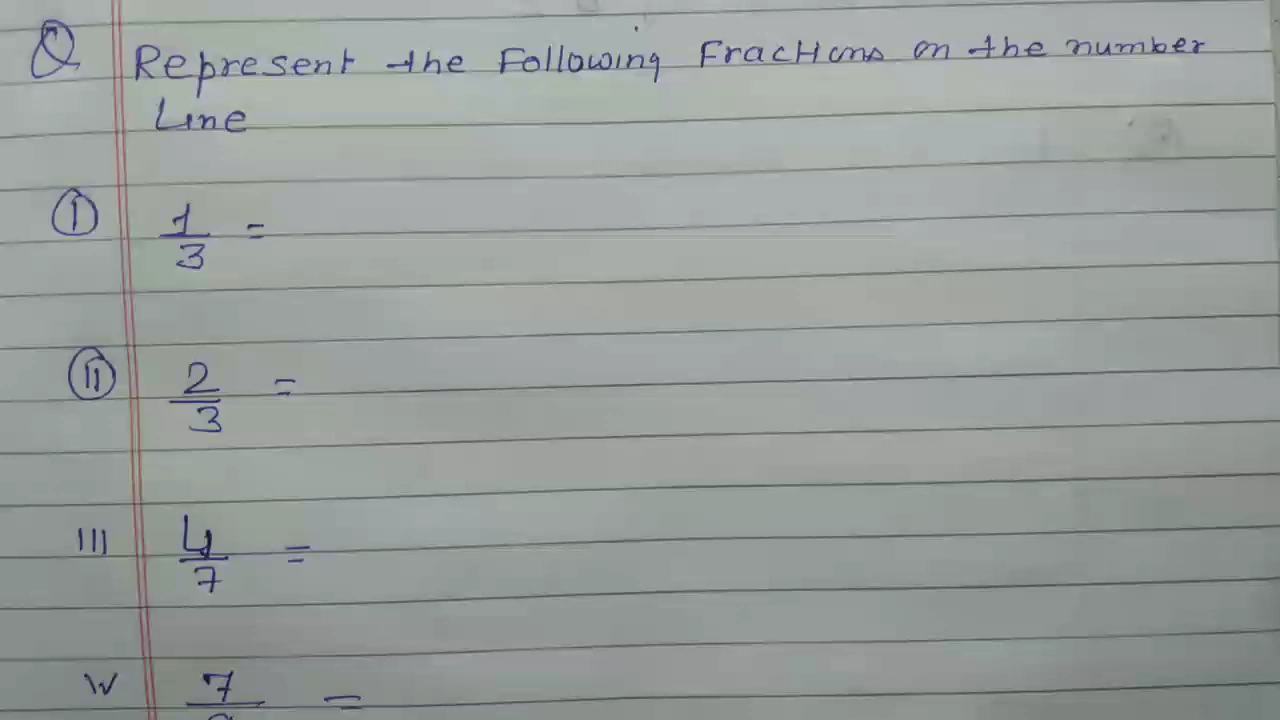 Q Represent the Following Fractions on the number
Line
(I) 1/3 =
(II) 2/3 =
III 4/7 =
IV 7/ =